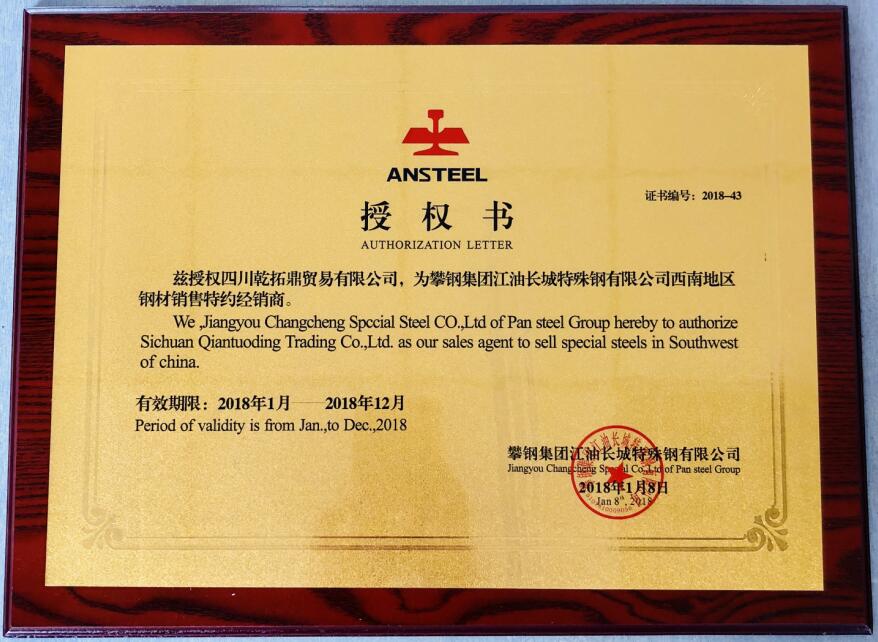 ANSTEEL
证书编号：2018-43
授权书
AUTHORIZATION LETTER
兹授权四川乾拓鼎贸易有限公司，为攀钢集团江油长城特殊钢有限公司西南地区
钢材销售特约经销商。
We ,Jiangyou Changcheng Spccial Steel CO.,Ltd of Pan steel Group hereby to authorize
Sichuan Qiantuoding Trading Co.,Ltd. as our sales agent to sell special steels in Southwest
of china.
有效期限：2018年1月——2018年12月
Period of validity is from Jan.,to Dec.,2018
攀钢集团江油长城特殊钢有限公司
Jiangyou Changcheng Special Co.,Ltd of Pan steel Group
2018年1月8日
Jan 8th, 2018